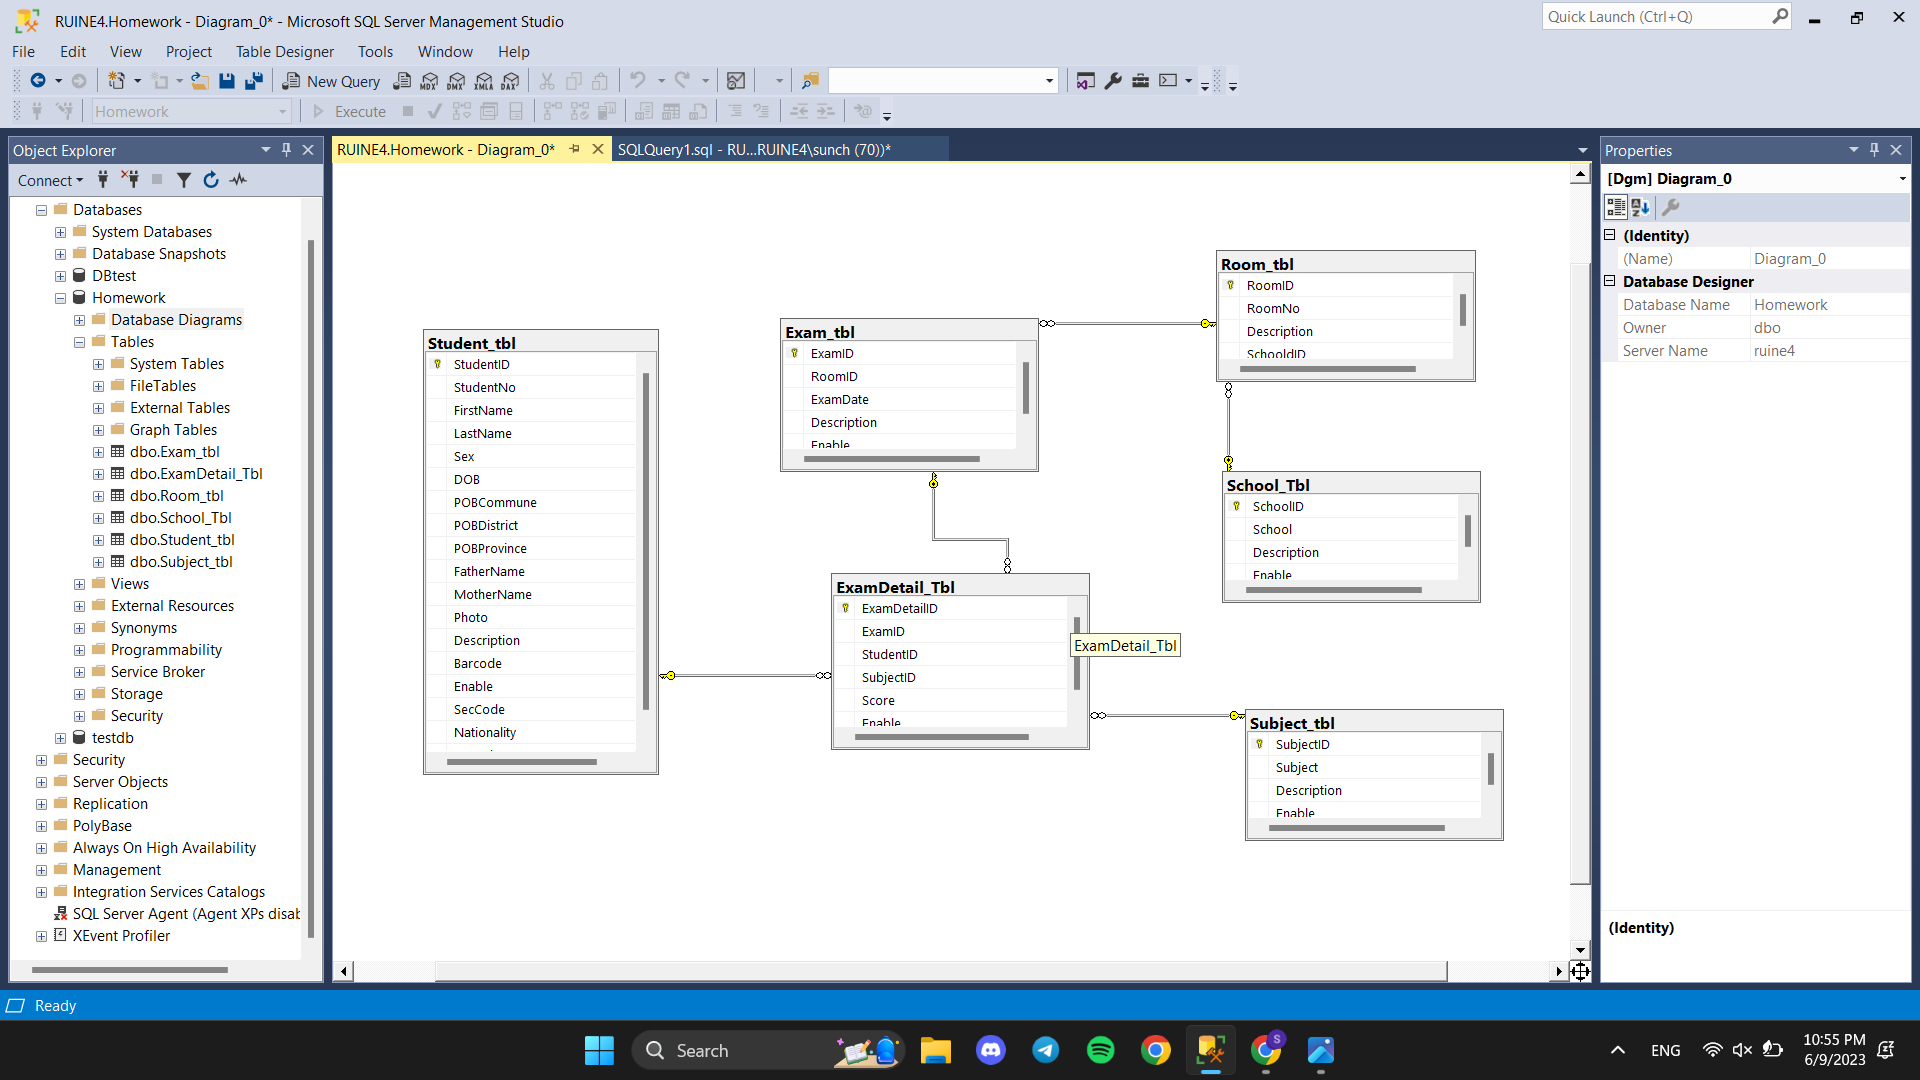 RUINE4.Homework - Diagram_0* - Microsoft SQL Server Management Studio
Quick Launch (Ctrl+Q)
File Edit View Project Table Designer Tools Window Help
New Query MDX DMX XMLA DAX
Homework Execute
Object Explorer
Connect
Databases
System Databases
Database Snapshots
DBtest
Homework
Database Diagrams
Tables
System Tables
FileTables
External Tables
Graph Tables
dbo.Exam_tbl
dbo.ExamDetail_Tbl
dbo.Room_tbl
dbo.School_Tbl
dbo.Student_tbl
dbo.Subject_tbl
Views
External Resources
Synonyms
Programmability
Service Broker
Storage
Security
testdb
Security
Server Objects
Replication
PolyBase
Always On High Availability
Management
Integration Services Catalogs
SQL Server Agent (Agent XPs disab
XEvent Profiler
RUINE4.Homework - Diagram_0*
SQLQuery1.sql - RU...RUINE4\sunch (70))*
Student_tbl
StudentID
StudentNo
FirstName
LastName
Sex
DOB
POBCommune
POBDistrict
POBProvince
FatherName
MotherName
Photo
Description
Barcode
Enable
SecCode
Nationality
Exam_tbl
ExamID
RoomID
ExamDate
Description
Enable
ExamDetail_Tbl
ExamDetailID
ExamID
StudentID
SubjectID
Score
Enable
ExamDetail_Tbl
Room_tbl
RoomID
RoomNo
Description
SchooldID
School_Tbl
SchoolID
School
Description
Enable
Subject_tbl
SubjectID
Subject
Description
Enable
Properties
[Dgm] Diagram_0
(Identity)
(Name) Diagram_0
Database Designer
Database Name Homework
Owner dbo
Server Name ruine4
(Identity)
Ready
Search
S
ENG
10:55 PM
6/9/2023